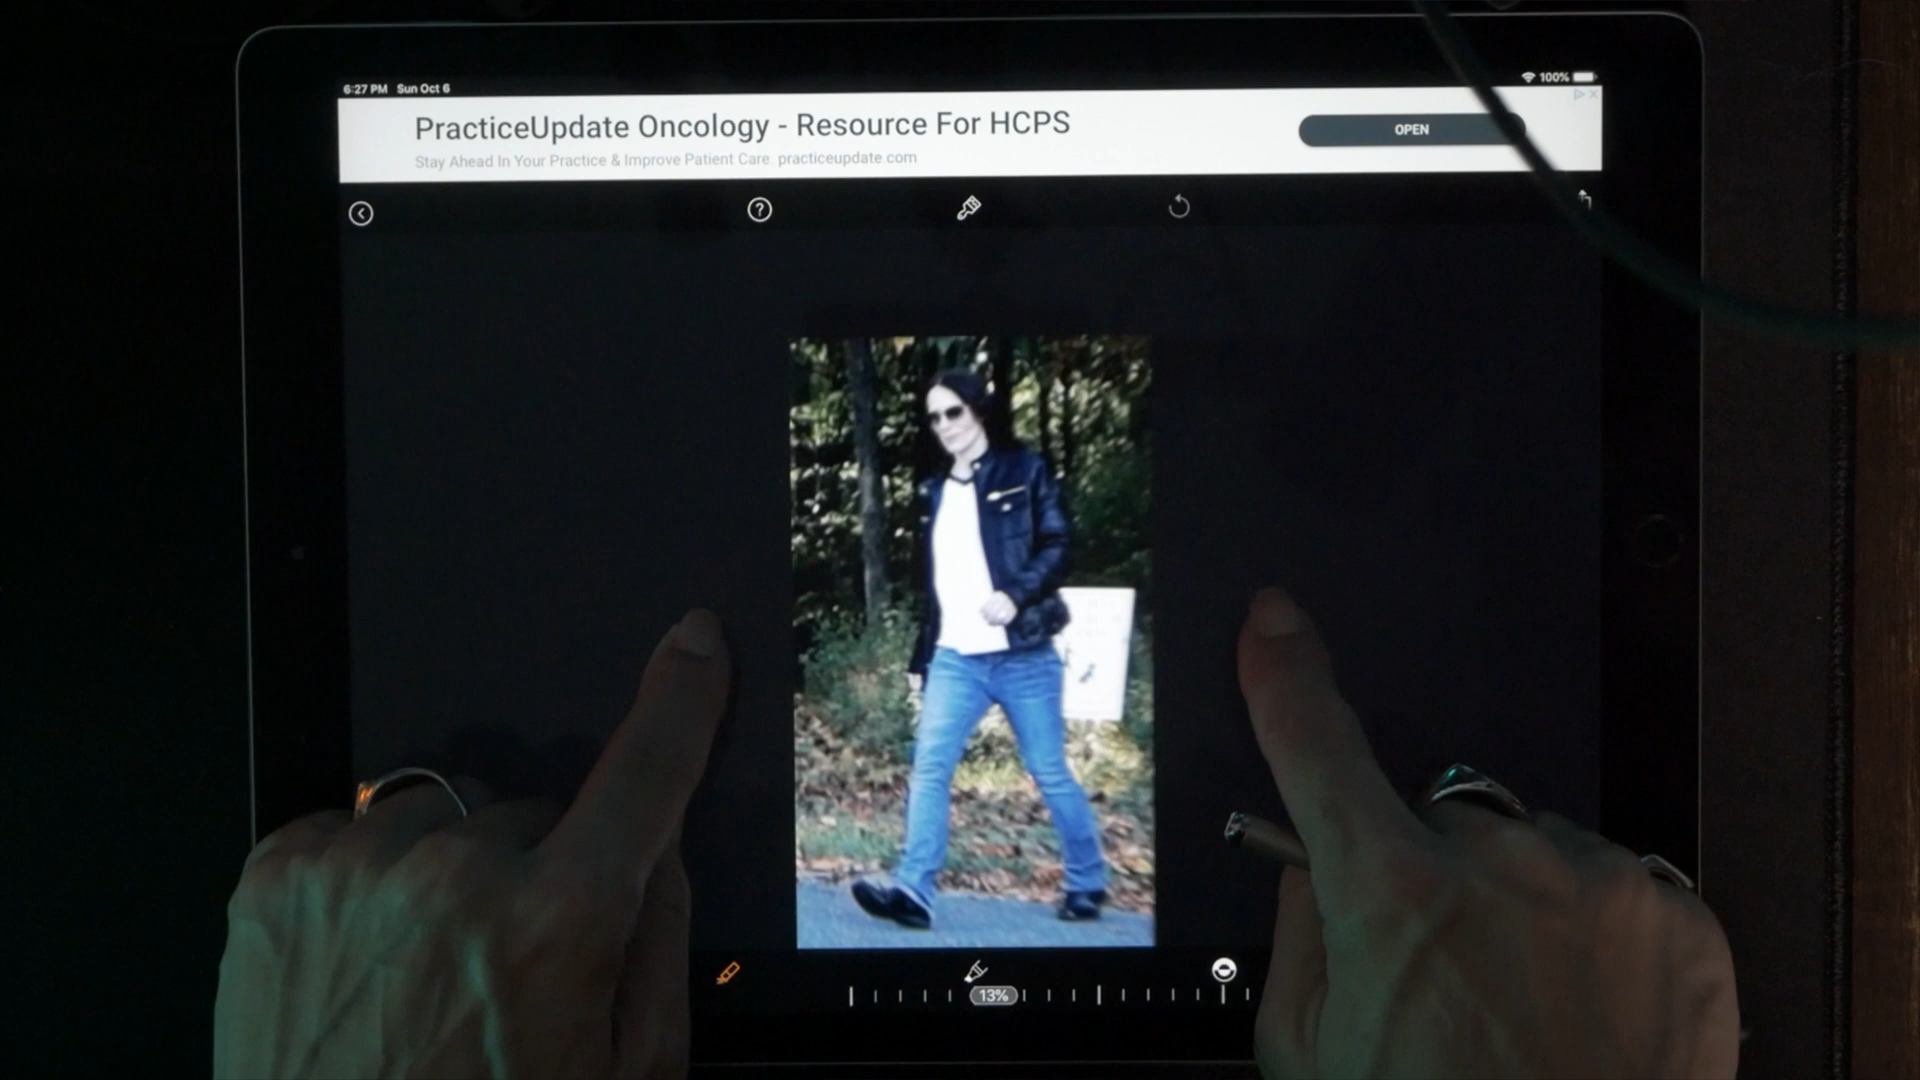 6:27 PM Sun Oct 6
100%
PracticeUpdate Oncology - Resource For HCPS
Stay Ahead In Your Practice & Improve Patient Care. practiceupdate.com
OPEN
?
13%